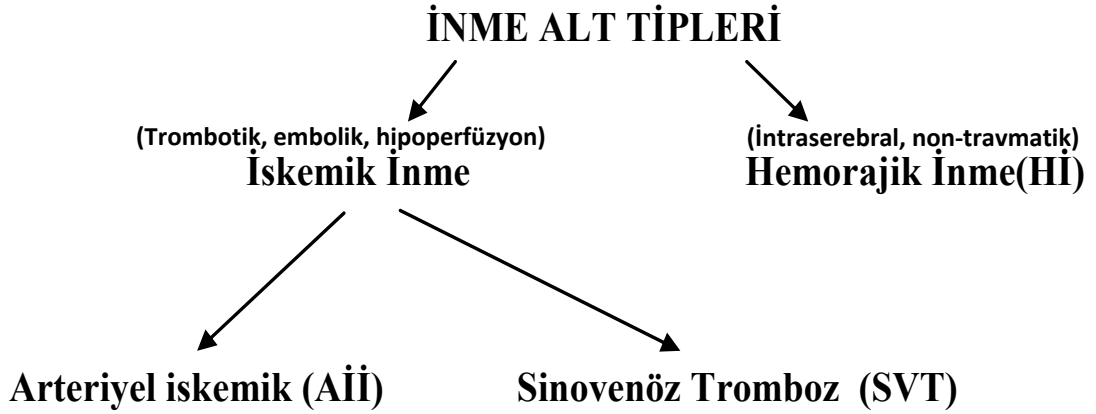 İNME ALT TİPLERİ
(Trombotik, embolik, hipoperfüzyon)
İskemik İnme
(İntraserebral, non-travmatik)
Hemorajik İnme(Hİ)
Arteriyel iskemik (Aİİ)
Sinovenöz Tromboz (SVT)